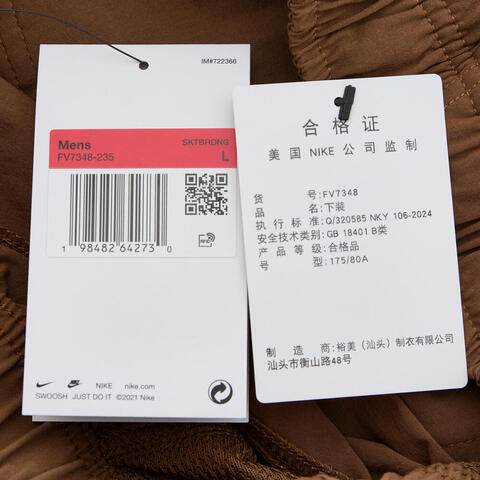 IM#722366
Mens SKTBRDNG
FV7348-235 L
1 98482 64273 0
RFID
NIKE nike.com
SWOOSH JUST DO IT ©2021 Nike
合格证
美国 NIKE 公司监制
货号:FV7348
品名:下装
执行标准:Q/320585 NKY 106-2024
安全技术类别:GB 18401 B类
产品等级:合格品
号型:175/80A
制造商:裕美(汕头)制衣有限公司
汕头市衡山路48号